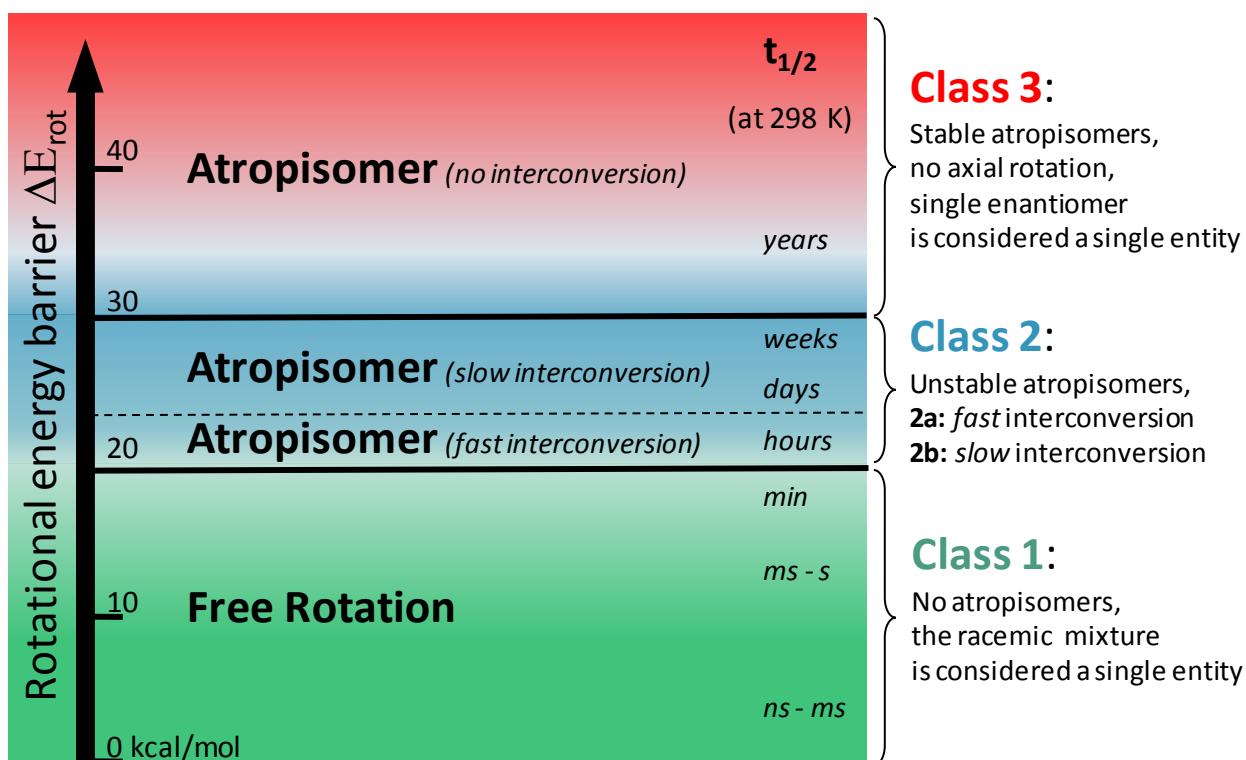 Rotational energy barrier ΔE_rot
t_1/2
(at 298 K)
40
Atropisomer (no interconversion)
years
30
weeks
Atropisomer (slow interconversion)
days
Atropisomer (fast interconversion)
hours
20
min
ms - s
10
Free Rotation
ns - ms
0 kcal/mol
Class 3:
Stable atropisomers,
no axial rotation,
single enantiomer
is considered a single entity
Class 2:
Unstable atropisomers,
2a: fast interconversion
2b: slow interconversion
Class 1:
No atropisomers,
the racemic mixture
is considered a single entity